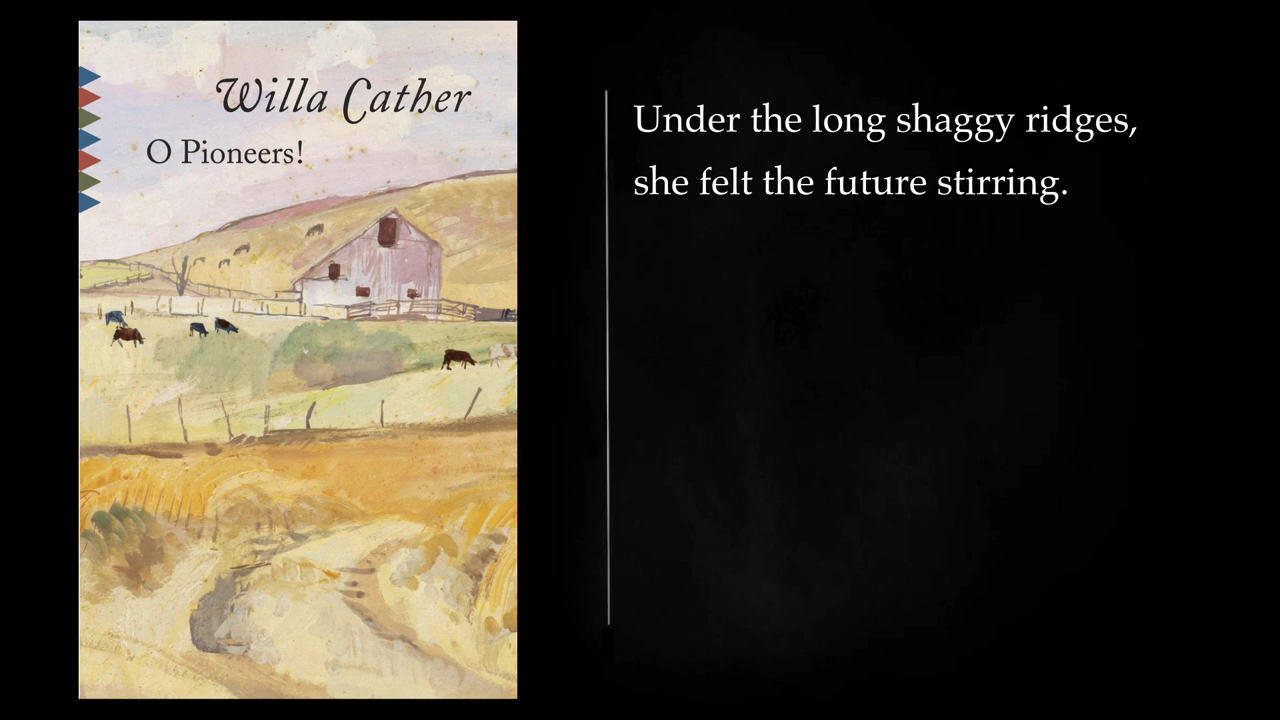 Willa Cather
O Pioneers!
Under the long shaggy ridges,
she felt the future stirring.